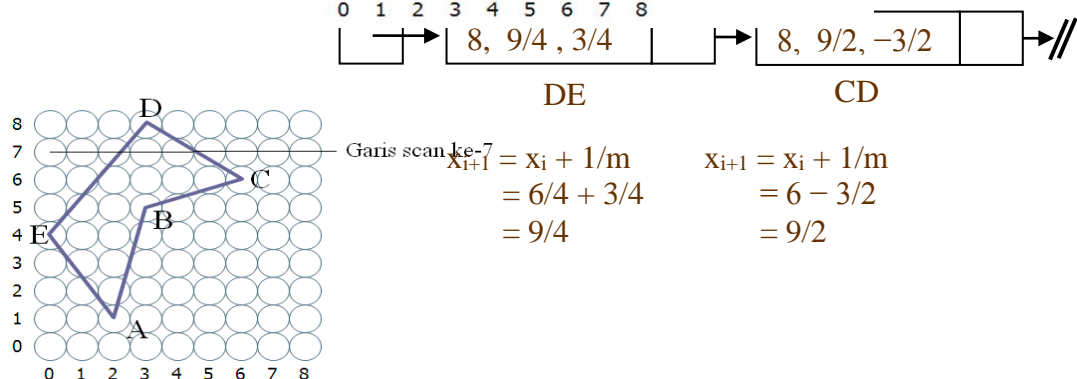 0 1 2 3 4 5 6 7 8
8, 9/4 , 3/4
8, 9/2, −3/2
DE
CD
D
8
7
Garis scan ke-7
6
C
5
B
4
E
3
2
1
A
0
0 1 2 3 4 5 6 7 8
xi+1 = xi + 1/m
= 6/4 + 3/4
= 9/4
xi+1 = xi + 1/m
= 6 − 3/2
= 9/2